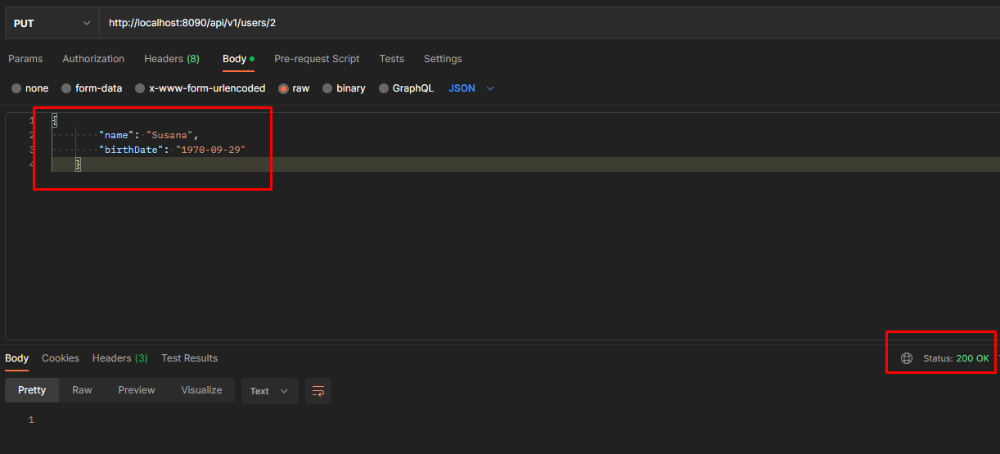 PUT http://localhost:8090/api/v1/users/2
Params Authorization Headers (8) Body Pre-request Script Tests Settings
none form-data x-www-form-urlencoded raw binary GraphQL JSON
1 {
2 "name": "Susana",
3 "birthDate": "1970-09-29"
4 }
Body Cookies Headers (3) Test Results Status: 200 OK
Pretty Raw Preview Visualize Text
1